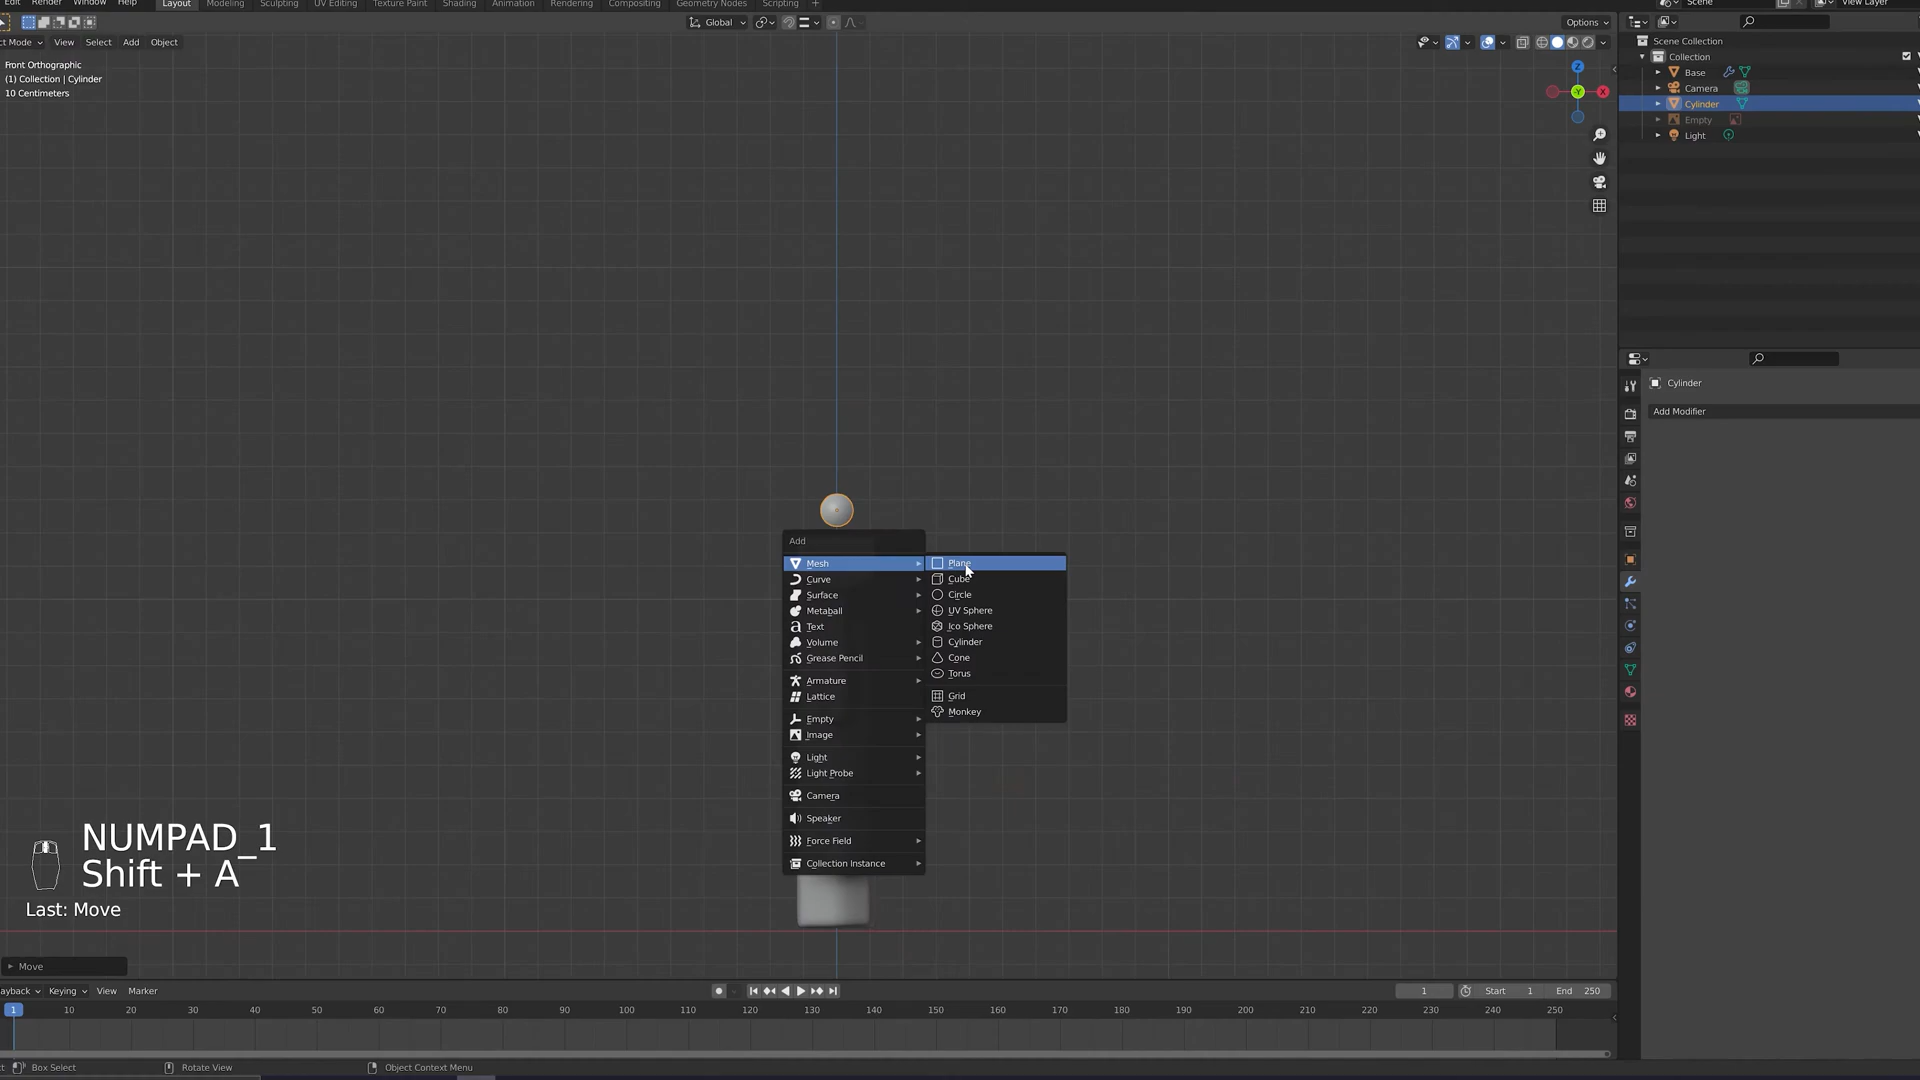 Edit Render Window Help Layout Modeling Sculpting UV Editing Texture Paint Shading Animation Rendering Compositing Geometry Nodes Scripting + Scene View Layer
Global Options
ct Mode View Select Add Object
Front Orthographic
(1) Collection | Cylinder
10 Centimeters
Z
-Y
X
Scene Collection
Collection
Base
Camera
Cylinder
Empty
Light
Cylinder
Add Modifier
Add
Mesh
Curve
Surface
Metaball
Text
Volume
Grease Pencil
Armature
Lattice
Empty
Image
Light
Light Probe
Camera
Speaker
Force Field
Collection Instance
Plane
Cube
Circle
UV Sphere
Ico Sphere
Cylinder
Cone
Torus
Grid
Monkey
NUMPAD_1
Shift + A
Last: Move
Move
layback Keying View Marker 1 Start 1 End 250
1 10 20 30 40 50 60 70 80 90 100 110 120 130 140 150 160 170 180 190 200 210 220 230 240 250
ct Box Select Rotate View Object Context Menu